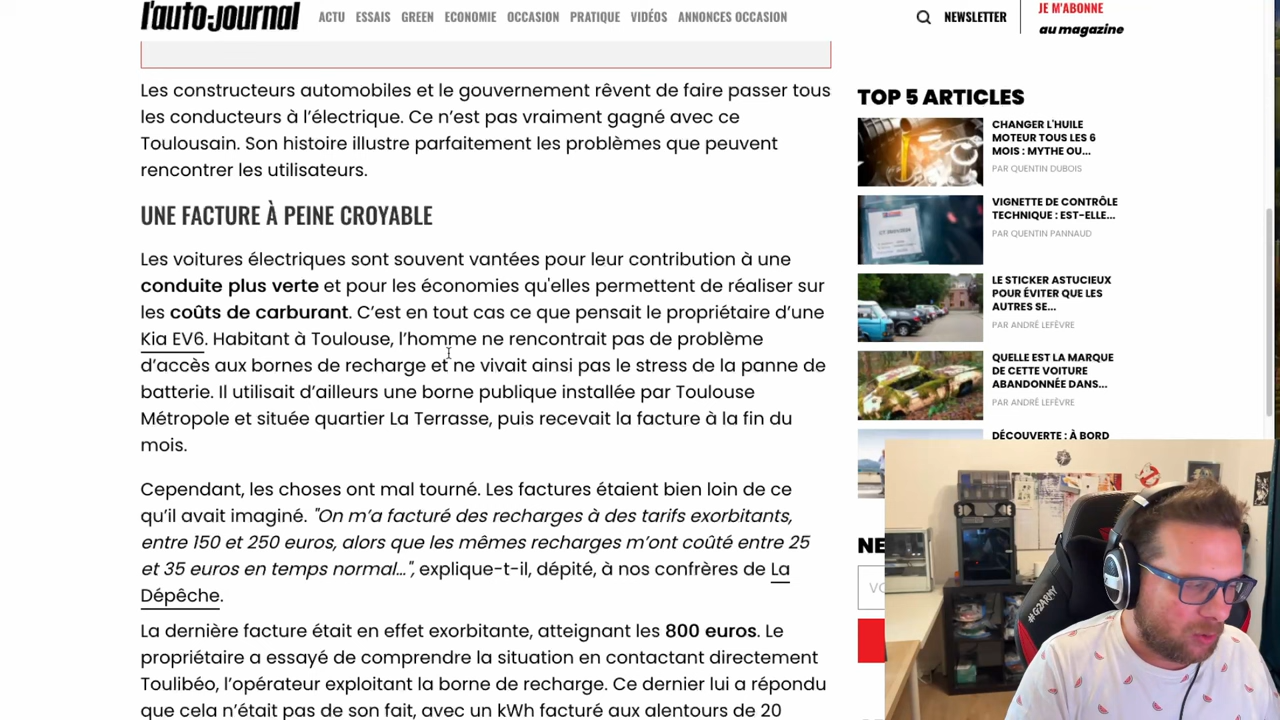 l'auto-journal
ACTU ESSAIS GREEN ECONOMIE OCCASION PRATIQUE VIDÉOS ANNONCES OCCASION
NEWSLETTER
JE M'ABONNE
au magazine
Les constructeurs automobiles et le gouvernement rêvent de faire passer tous
les conducteurs à l'électrique. Ce n'est pas vraiment gagné avec ce
Toulousain. Son histoire illustre parfaitement les problèmes que peuvent
rencontrer les utilisateurs.
UNE FACTURE À PEINE CROYABLE
Les voitures électriques sont souvent vantées pour leur contribution à une
conduite plus verte et pour les économies qu'elles permettent de réaliser sur
les coûts de carburant. C'est en tout cas ce que pensait le propriétaire d'une
Kia EV6. Habitant à Toulouse, l'homme ne rencontrait pas de problème
d'accès aux bornes de recharge et ne vivait ainsi pas le stress de la panne de
batterie. Il utilisait d'ailleurs une borne publique installée par Toulouse
Métropole et située quartier La Terrasse, puis recevait la facture à la fin du
mois.
Cependant, les choses ont mal tourné. Les factures étaient bien loin de ce
qu'il avait imaginé. "On m'a facturé des recharges à des tarifs exorbitants,
entre 150 et 250 euros, alors que les mêmes recharges m'ont coûté entre 25
et 35 euros en temps normal…", explique-t-il, dépité, à nos confrères de La
Dépêche.
La dernière facture était en effet exorbitante, atteignant les 800 euros. Le
propriétaire a essayé de comprendre la situation en contactant directement
Toulibéo, l'opérateur exploitant la borne de recharge. Ce dernier lui a répondu
que cela n'était pas de son fait, avec un kWh facturé aux alentours de 20
TOP 5 ARTICLES
CHANGER L'HUILE
MOTEUR TOUS LES 6
MOIS : MYTHE OU...
PAR QUENTIN DUBOIS
VIGNETTE DE CONTRÔLE
TECHNIQUE : EST-ELLE...
PAR QUENTIN PANNAUD
LE STICKER ASTUCIEUX
POUR ÉVITER QUE LES
AUTRES SE...
PAR ANDRÉ LEFÈVRE
QUELLE EST LA MARQUE
DE CETTE VOITURE
ABANDONNÉE DANS...
PAR ANDRÉ LEFÈVRE
DÉCOUVERTE : À BORD
NE
VO
#LG2ARMY